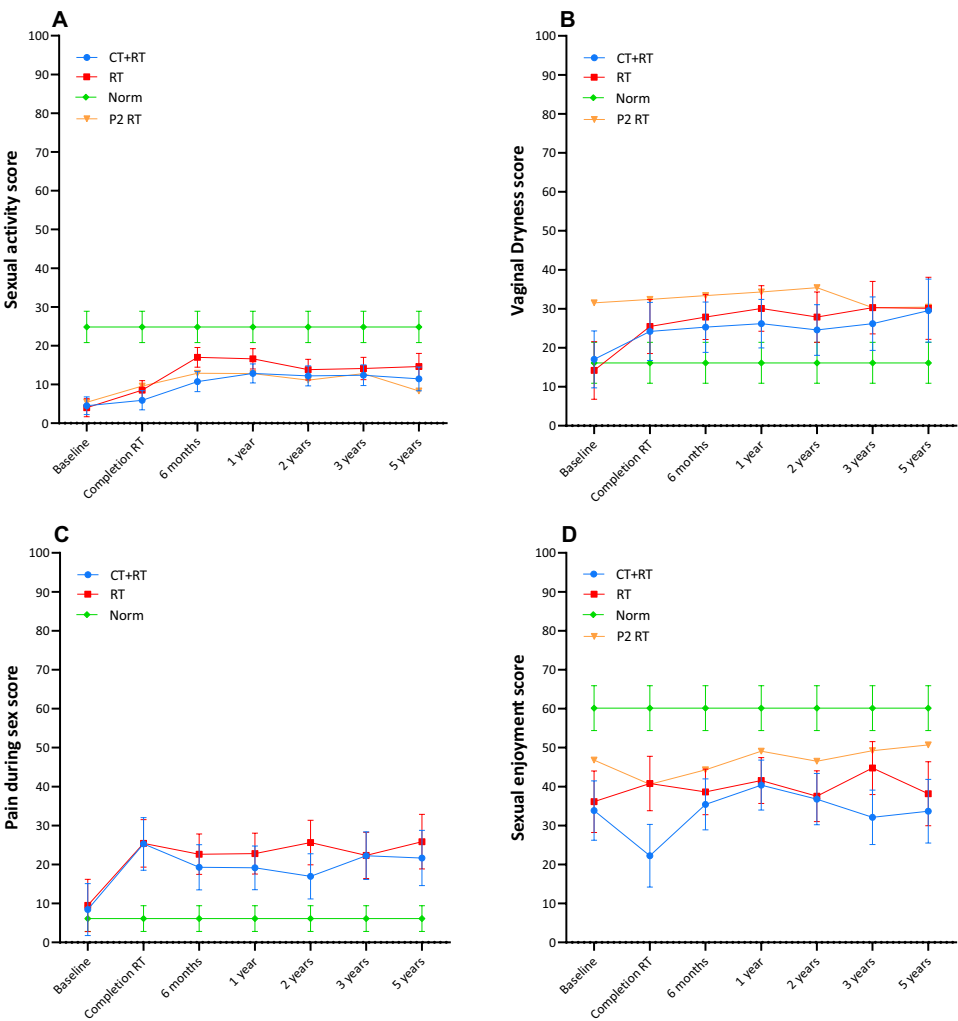 A
Sexual activity score
100
90
80
70
60
50
40
30
20
10
0
CT+RT
RT
Norm
P2 RT
Baseline
Completion RT
6 months
1 year
2 years
3 years
5 years
B
Vaginal Dryness score
100
90
80
70
60
50
40
30
20
10
0
CT+RT
RT
Norm
P2 RT
Baseline
Completion RT
6 months
1 year
2 years
3 years
5 years
C
Pain during sex score
100
90
80
70
60
50
40
30
20
10
0
CT+RT
RT
Norm
Baseline
Completion RT
6 months
1 year
2 years
3 years
5 years
D
Sexual enjoyment score
100
90
80
70
60
50
40
30
20
10
0
CT+RT
RT
Norm
P2 RT
Baseline
Completion RT
6 months
1 year
2 years
3 years
5 years